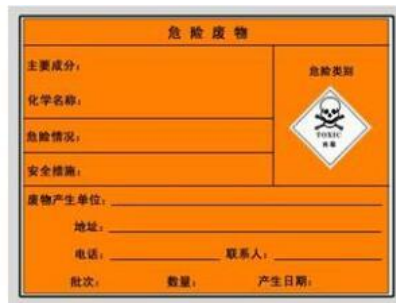 危险废物
主要成分：
危险类别
化学名称：
TOXIC
危险情况：
安全措施：
废物产生单位：
地址：
电话： 联系人：
批次： 数量： 产生日期：